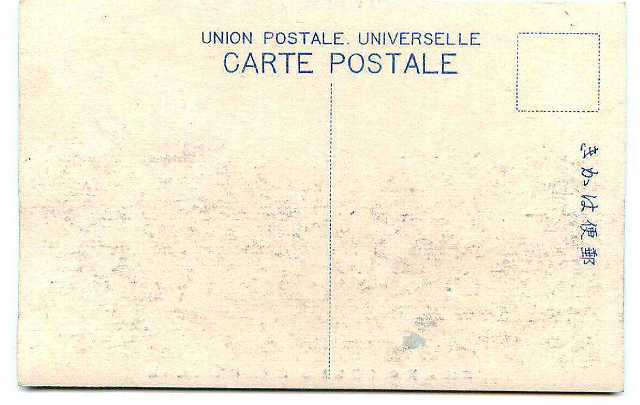 UNION POSTALE. UNIVERSELLE
CARTE POSTALE
郵便はかき